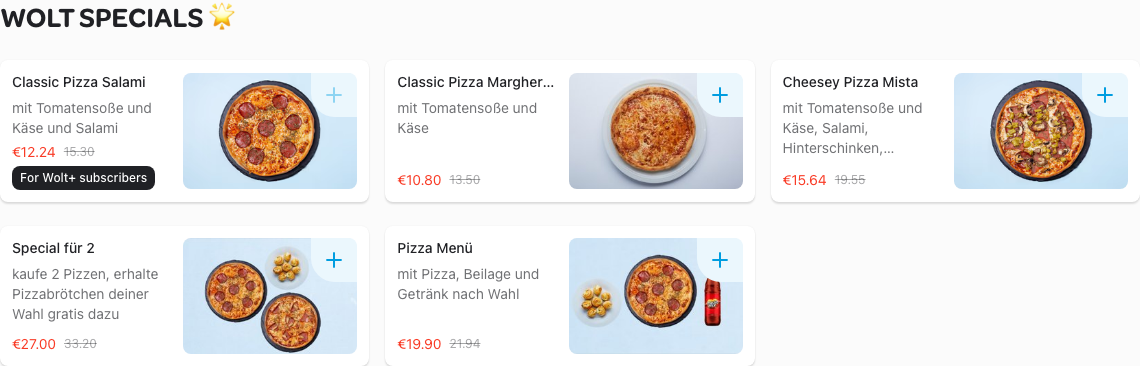 WOLT SPECIALS 🌟
Classic Pizza Salami
mit Tomatensoße und
Käse und Salami
€12.24 15.30
For Wolt+ subscribers
Classic Pizza Margher...
mit Tomatensoße und
Käse
€10.80 13.50
Cheesey Pizza Mista
mit Tomatensoße und
Käse, Salami,
Hinterschinken,...
€15.64 19.55
Special für 2
kaufe 2 Pizzen, erhalte
Pizzabrötchen deiner
Wahl gratis dazu
€27.00 33.20
Pizza Menü
mit Pizza, Beilage und
Getränk nach Wahl
€19.90 21.94